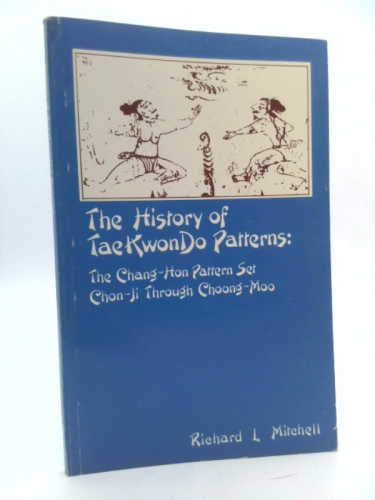 The History of
TaeKwonDo Patterns:
The Chang-Hon Pattern Set
Chon-Ji Through Choong-Moo
Richard L Mitchell